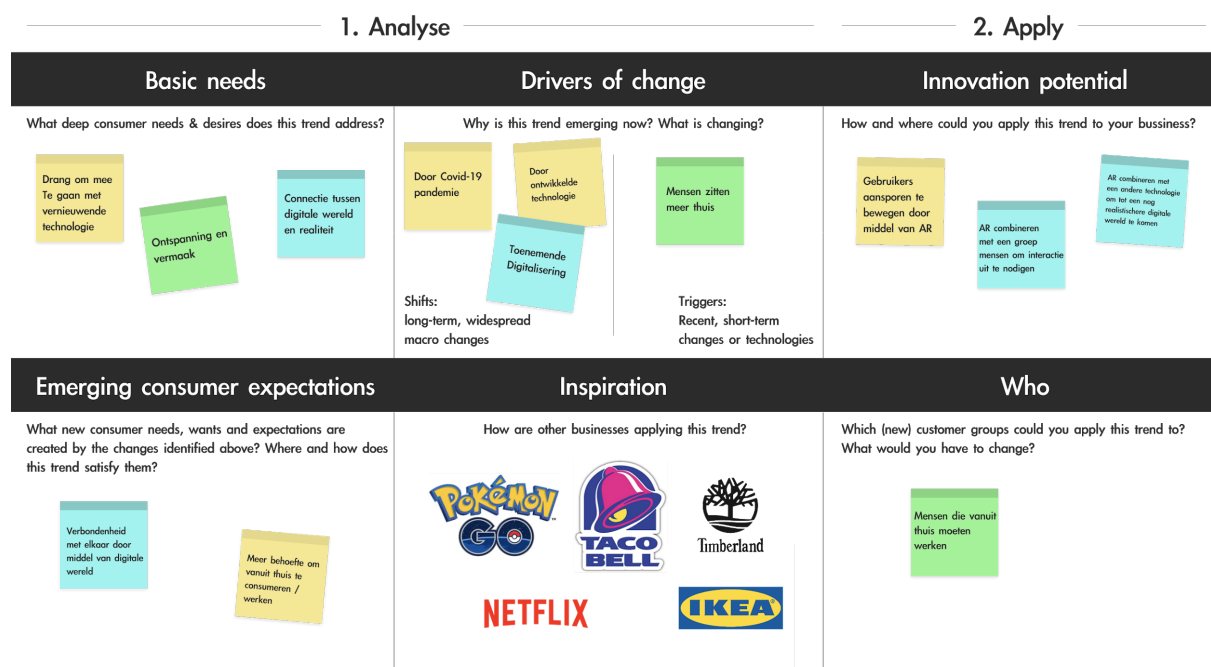 1. Analyse
2. Apply
Basic needs
Drivers of change
Innovation potential
What deep consumer needs & desires does this trend address?
Drang om mee
Te gaan met
vernieuwende
technologie
Ontspanning en
vermaak
Connectie tussen
digitale wereld
en realiteit
Why is this trend emerging now? What is changing?
Door Covid-19
pandemie
Door
ontwikkelde
technologie
Toenemende
Digitalisering
Mensen zitten
meer thuis
Shifts:
long-term, widespread
macro changes
Triggers:
Recent, short-term
changes or technologies
How and where could you apply this trend to your bussiness?
Gebruikers
aansporen te
bewegen door
middel van AR
AR combineren
met een groep
mensen om interactie
uit te nodigen
AR combineren met
een andere technologie
om tot een nog
realistischere digitale
wereld te komen
Emerging consumer expectations
Inspiration
Who
What new consumer needs, wants and expectations are
created by the changes identified above? Where and how does
this trend satisfy them?
Verbondenheid
met elkaar door
middel van digitale
wereld
Meer behoefte om
vanuit thuis te
consumeren /
werken
How are other businesses applying this trend?
POKÉMON
GO
TACO
BELL
Timberland
NETFLIX
IKEA
Which (new) customer groups could you apply this trend to?
What would you have to change?
Mensen die vanuit
thuis moeten
werken